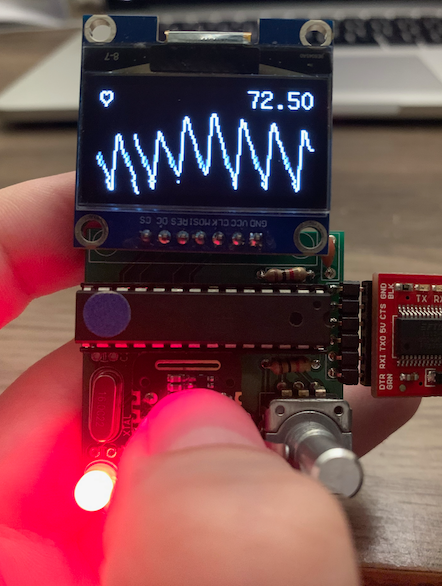 8-7
72.50
GND VCC CLK MOSI RES DC CS
TX
GND
CTS
5V
TXO
RXI
DTR
BLK
GRN